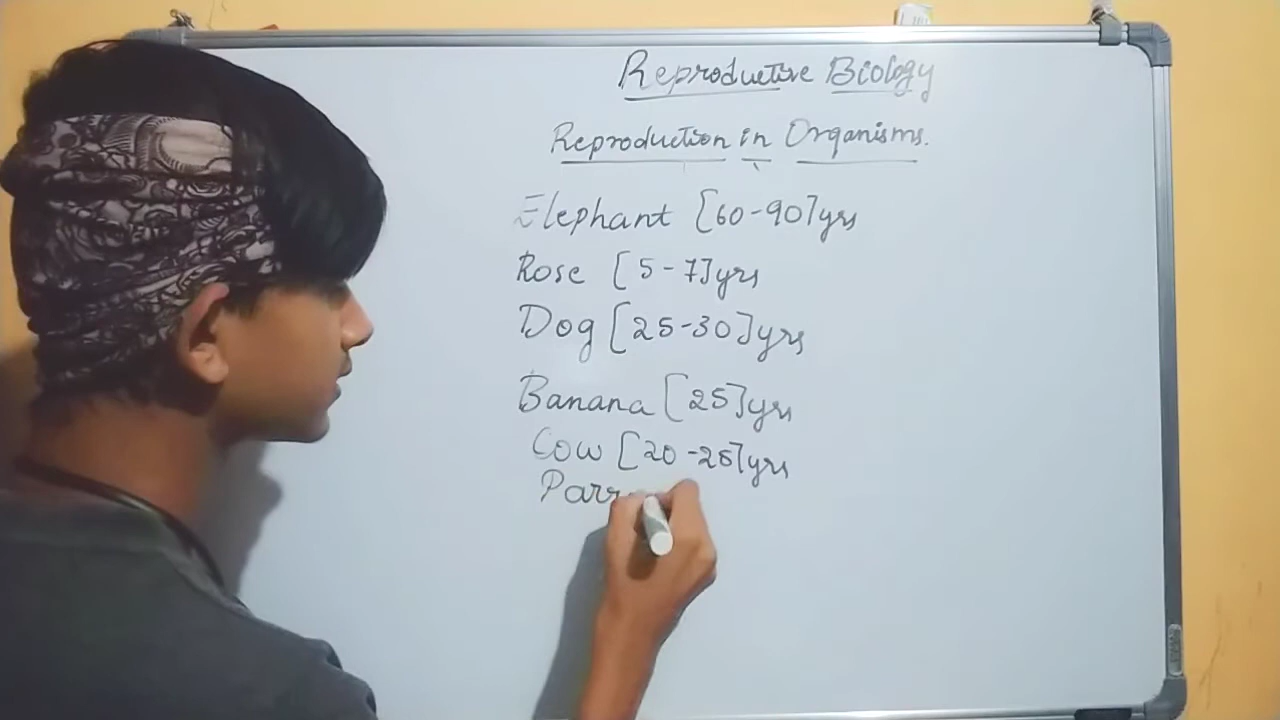 Reproductive Biology
Reproduction in Organisms.
Elephant [60-90]yrs
Rose [5-7]yrs
Dog [25-30]yrs
Banana [25]yrs
Cow [20-25]yrs
Parr